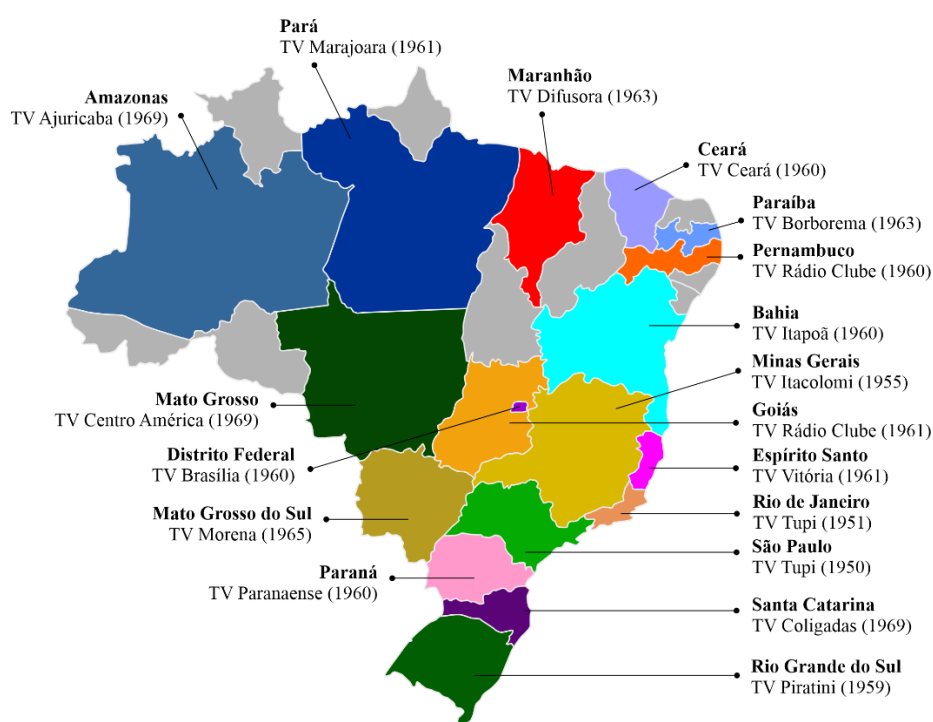 Pará
TV Marajoara (1961)
Amazonas
TV Ajuricaba (1969)
Maranhão
TV Difusora (1963)
Ceará
TV Ceará (1960)
Paraíba
TV Borborema (1963)
Pernambuco
TV Rádio Clube (1960)
Bahia
TV Itapoã (1960)
Minas Gerais
TV Itacolomi (1955)
Mato Grosso
TV Centro América (1969)
Goiás
TV Rádio Clube (1961)
Distrito Federal
TV Brasília (1960)
Espírito Santo
TV Vitória (1961)
Mato Grosso do Sul
TV Morena (1965)
Rio de Janeiro
TV Tupi (1951)
São Paulo
TV Tupi (1950)
Paraná
TV Paranaense (1960)
Santa Catarina
TV Coligadas (1969)
Rio Grande do Sul
TV Piratini (1959)